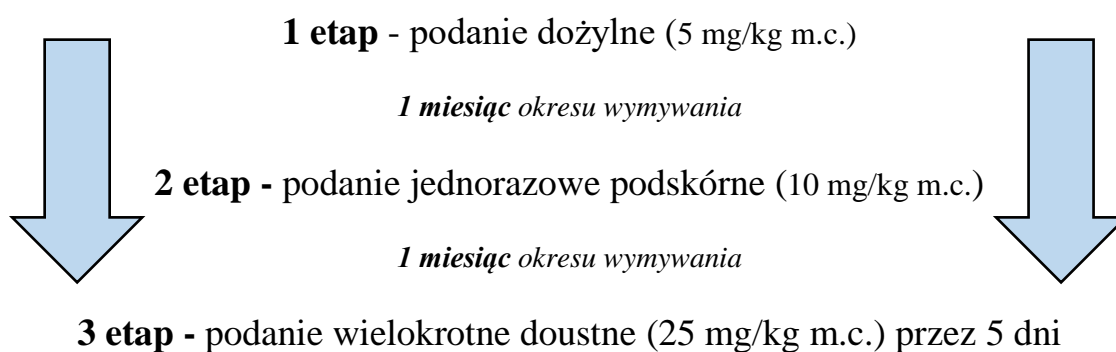 1 etap - podanie dożylne (5 mg/kg m.c.)
1 miesiąc okresu wymywania
2 etap - podanie jednorazowe podskórne (10 mg/kg m.c.)
1 miesiąc okresu wymywania
3 etap - podanie wielokrotne doustne (25 mg/kg m.c.) przez 5 dni